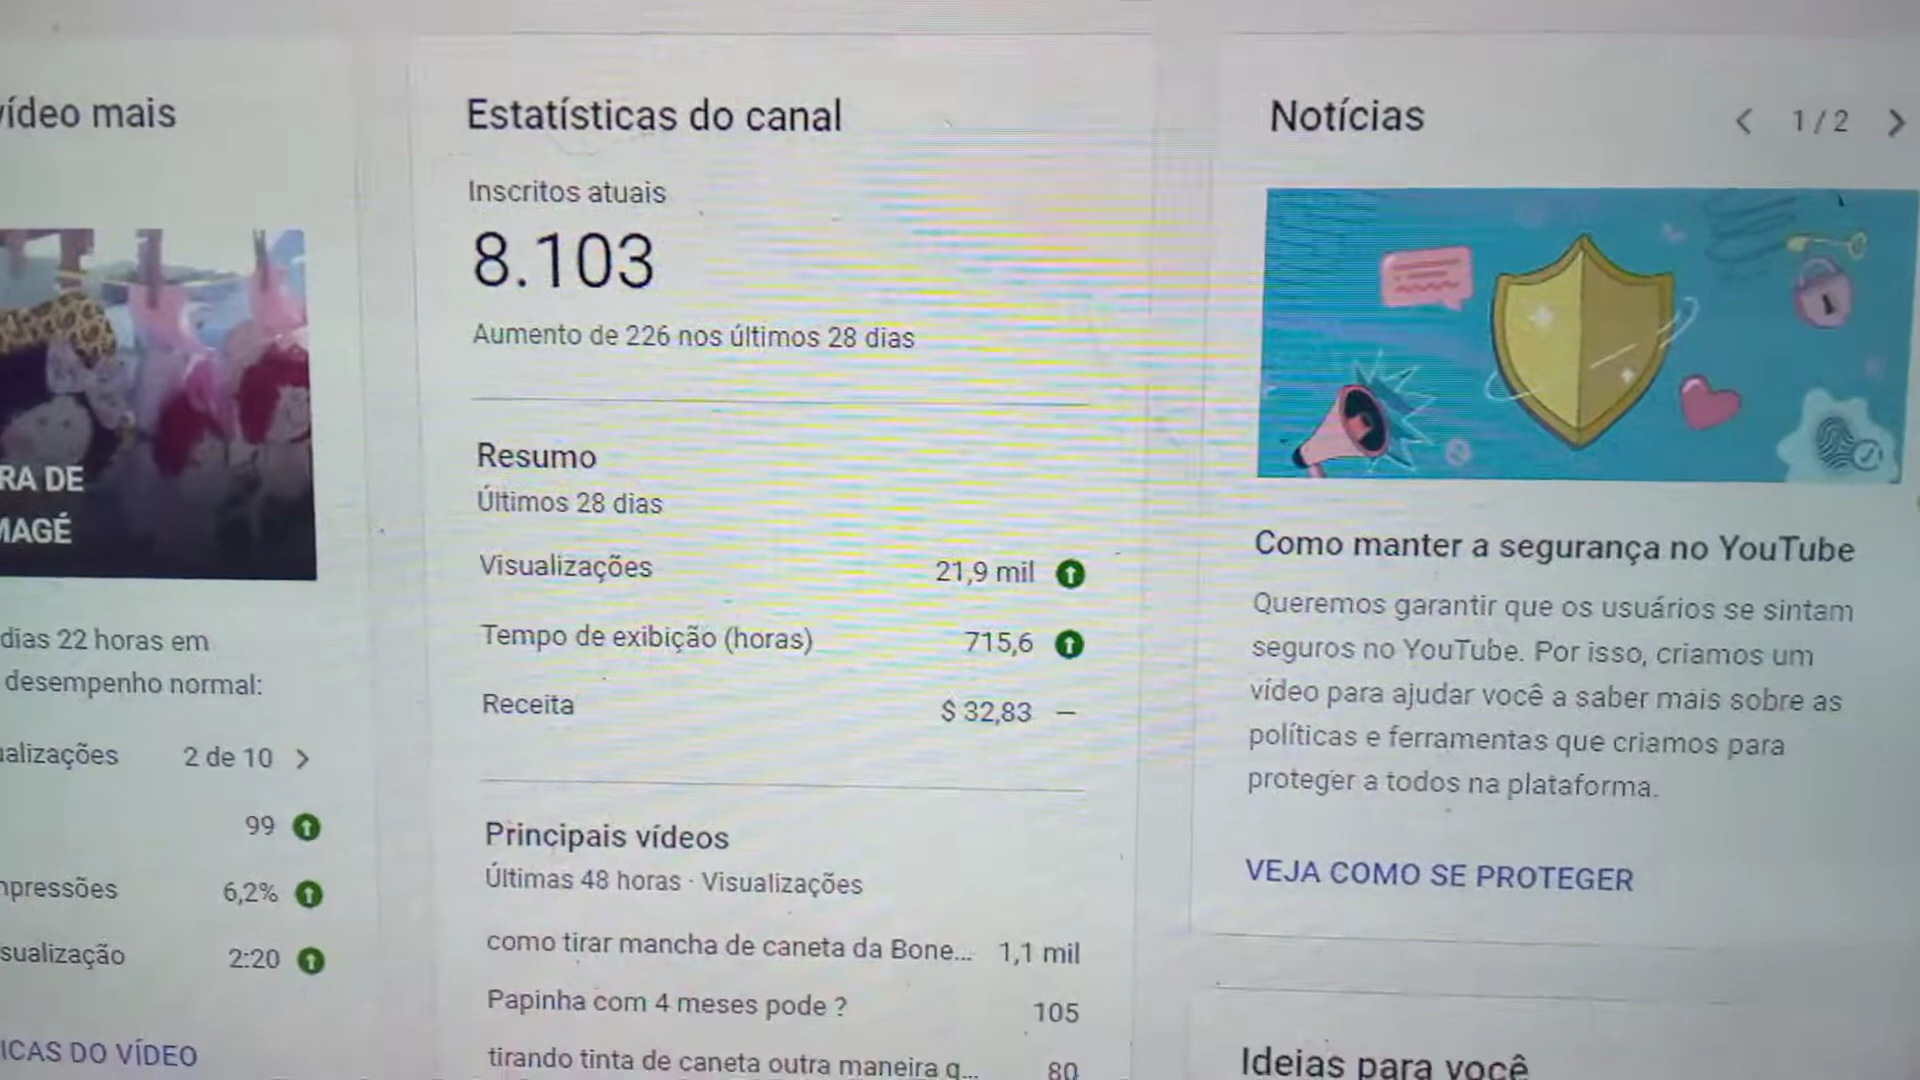 vídeo mais
RA DE
MAGÉ
dias 22 horas em
desempenho normal:
2 de 10
99
6,2%
2:20
VÍDEO
Estatísticas do canal
Inscritos atuais
8.103
Aumento de 226 nos últimos 28 dias
Resumo
Últimos 28 dias
Visualizações 21,9 mil
Tempo de exibição (horas) 715,6
Receita $ 32,83 —
Principais vídeos
Últimas 48 horas · Visualizações
como tirar mancha de caneta da Bone... 1,1 mil
Papinha com 4 meses pode ? 105
tirando tinta de caneta outra maneira q... 80
Notícias
1 / 2
Como manter a segurança no YouTube
Queremos garantir que os usuários se sintam
seguros no YouTube. Por isso, criamos um
vídeo para ajudar você a saber mais sobre as
políticas e ferramentas que criamos para
proteger a todos na plataforma.
VEJA COMO SE PROTEGER
Ideias para você